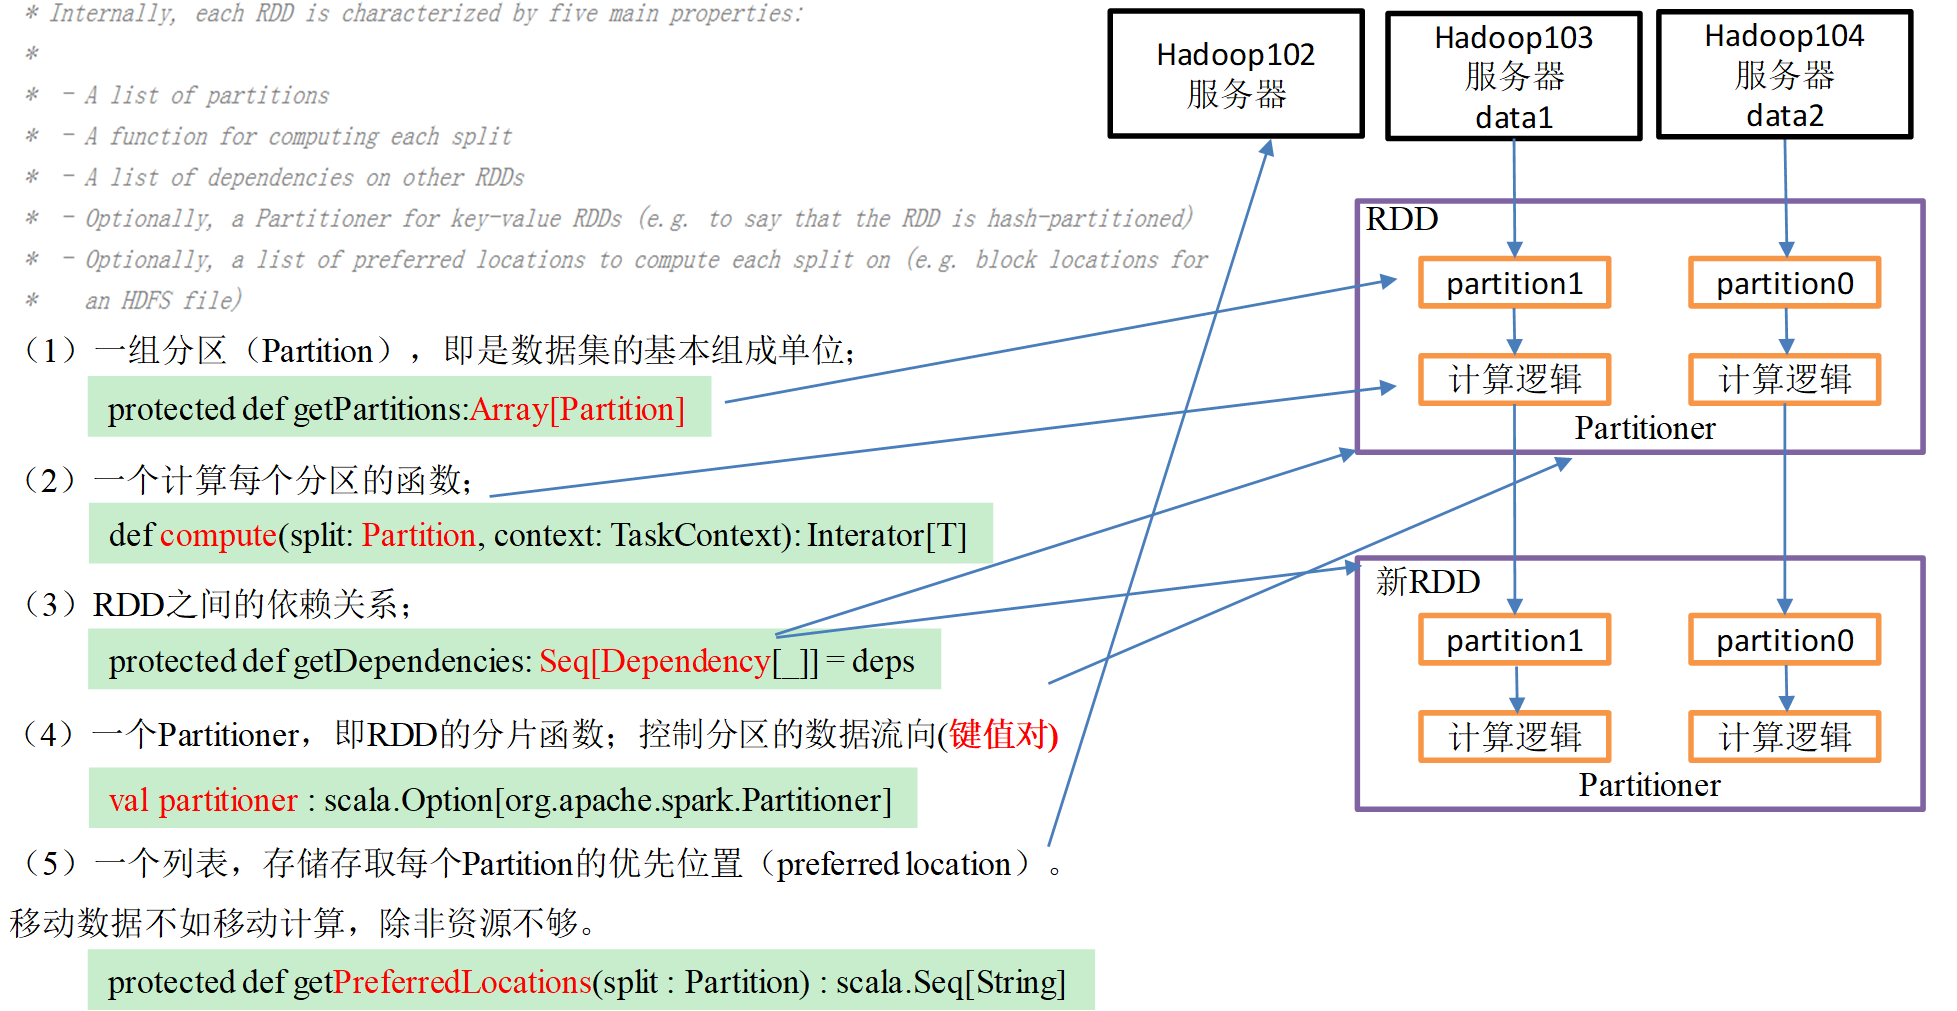 * Internally, each RDD is characterized by five main properties:
*
* - A list of partitions
* - A function for computing each split
* - A list of dependencies on other RDDs
* - Optionally, a Partitioner for key-value RDDs (e.g. to say that the RDD is hash-partitioned)
* - Optionally, a list of preferred locations to compute each split on (e.g. block locations for
* an HDFS file)
（1）一组分区（Partition），即是数据集的基本组成单位；
protected def getPartitions:Array[Partition]
（2）一个计算每个分区的函数；
def compute(split: Partition, context: TaskContext): Interator[T]
（3）RDD之间的依赖关系；
protected def getDependencies: Seq[Dependency[_]] = deps
（4）一个Partitioner，即RDD的分片函数；控制分区的数据流向(键值对)
val partitioner : scala.Option[org.apache.spark.Partitioner]
（5）一个列表，存储存取每个Partition的优先位置（preferred location）。
移动数据不如移动计算，除非资源不够。
protected def getPreferredLocations(split : Partition) : scala.Seq[String]
Hadoop102
服务器
Hadoop103
服务器
data1
Hadoop104
服务器
data2
RDD
partition1
partition0
计算逻辑
计算逻辑
Partitioner
新RDD
partition1
partition0
计算逻辑
计算逻辑
Partitioner